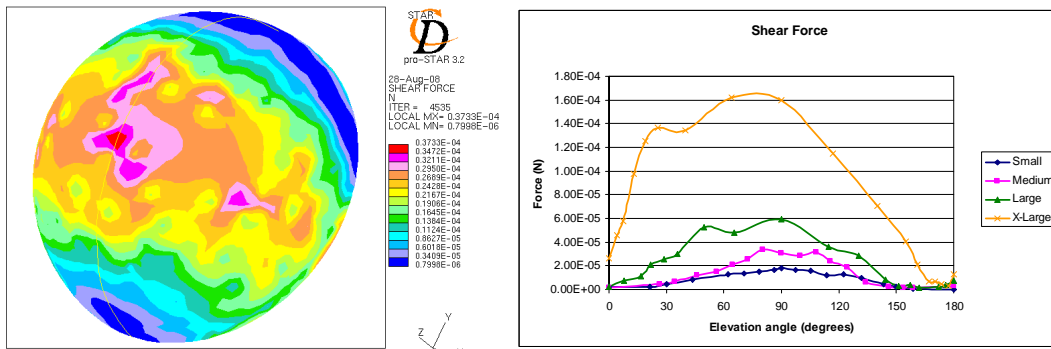 STAR
CD
pro-STAR 3.2
28-Aug-08
SHEAR FORCE
N
ITER = 4535
LOCAL MX= 0.3733E-04
LOCAL MN= 0.7998E-06
0.3733E-04
0.3472E-04
0.3211E-04
0.2950E-04
0.2689E-04
0.2428E-04
0.2167E-04
0.1906E-04
0.1645E-04
0.1384E-04
0.1124E-04
0.8627E-05
0.6018E-05
0.3409E-05
0.7998E-06
Y
Z
Shear Force
Force (N)
1.80E-04
1.60E-04
1.40E-04
1.20E-04
1.00E-04
8.00E-05
6.00E-05
4.00E-05
2.00E-05
0.00E+00
0 30 60 90 120 150 180
Elevation angle (degrees)
Small
Medium
Large
X-Large